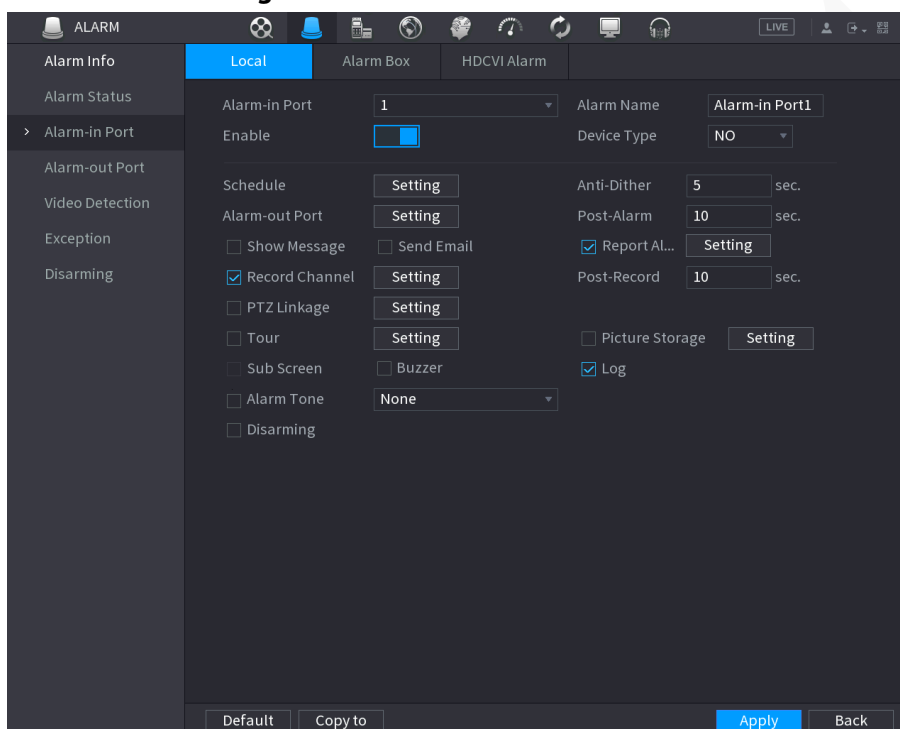 ALARM LIVE
Alarm Info
Alarm Status
Alarm-in Port
Alarm-out Port
Video Detection
Exception
Disarming
Local Alarm Box HDCVI Alarm
Alarm-in Port 1 Alarm Name Alarm-in Port1
Enable Device Type NO
Schedule Setting Anti-Dither 5 sec.
Alarm-out Port Setting Post-Alarm 10 sec.
Show Message Send Email Report Al... Setting
Record Channel Setting Post-Record 10 sec.
PTZ Linkage Setting
Tour Setting Picture Storage Setting
Sub Screen Buzzer Log
Alarm Tone None
Disarming
Default Copy to Apply Back